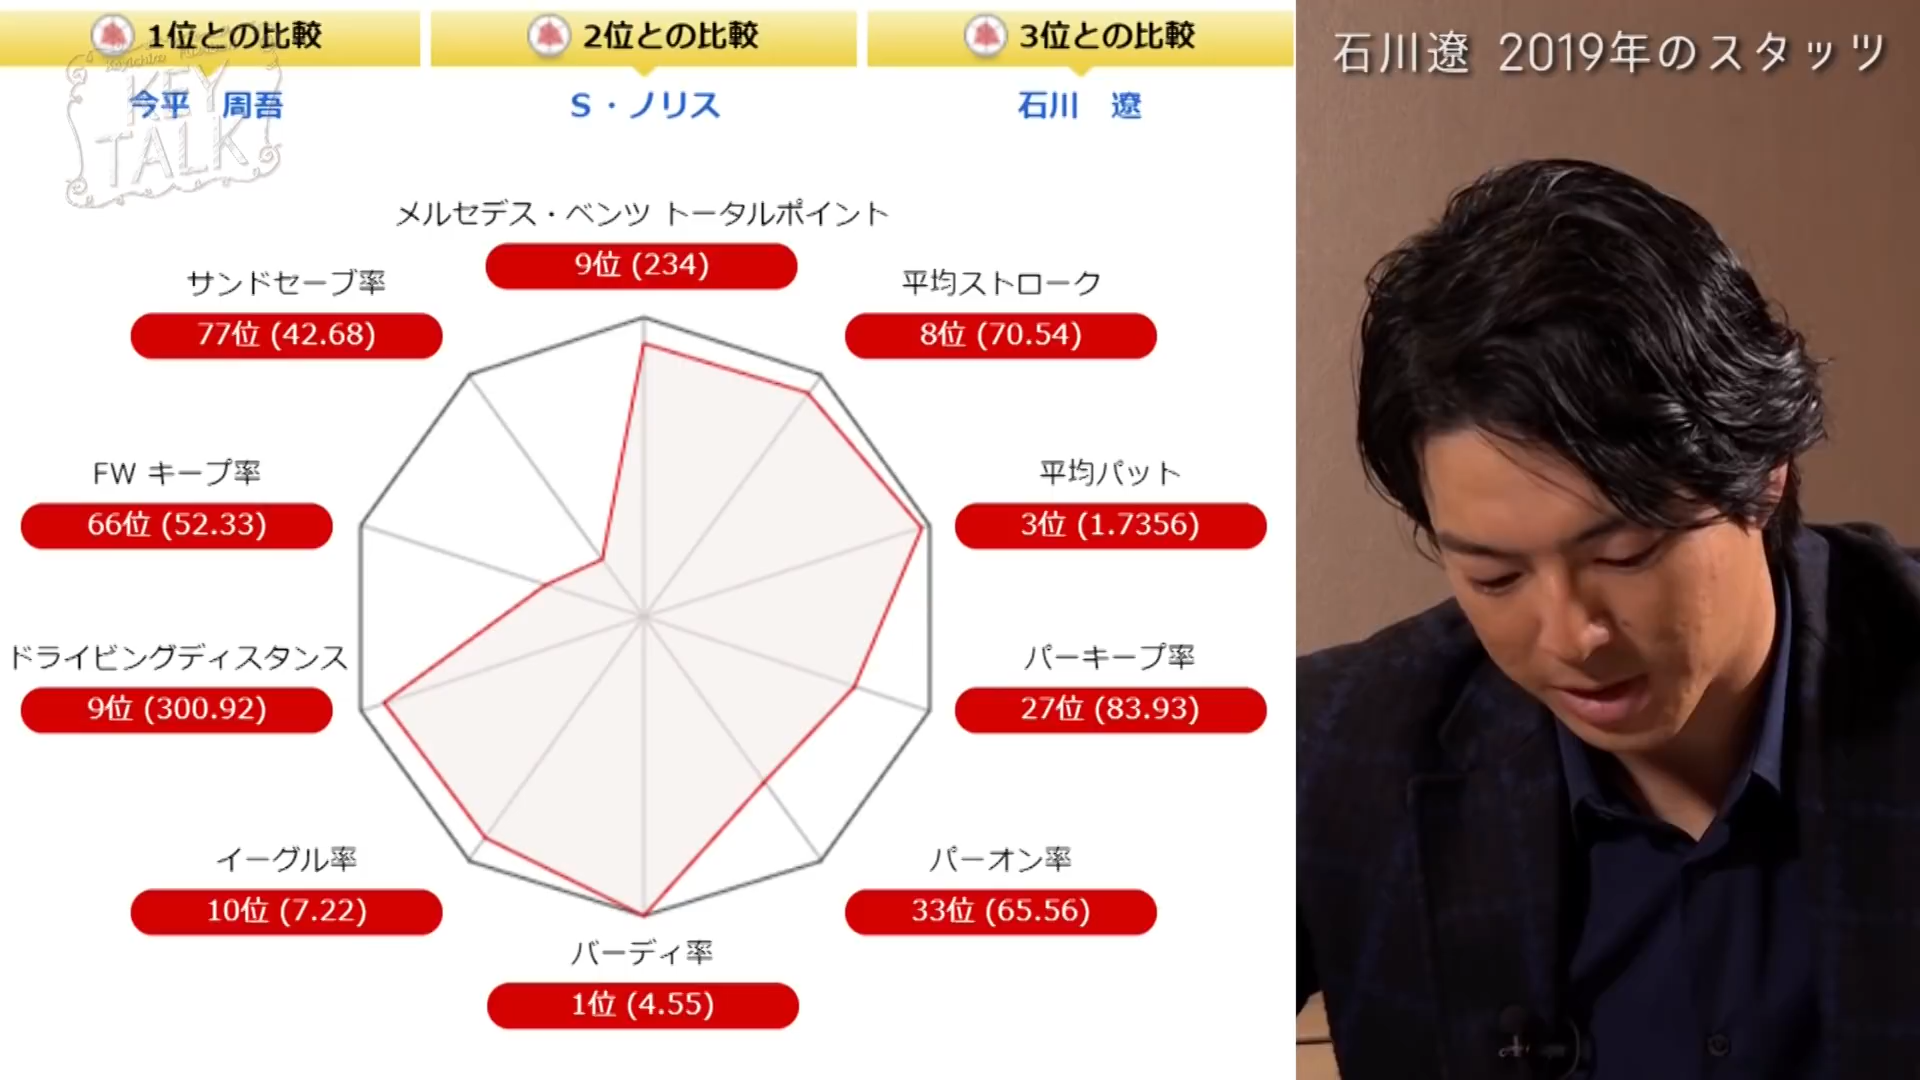 1位との比較
2位との比較
3位との比較
石川遼 2019年のスタッツ
今平 周吾
S・ノリス
石川 遼
KEY
TALK
メルセデス・ベンツ トータルポイント
9位 (234)
サンドセーブ率
77位 (42.68)
平均ストローク
8位 (70.54)
FW キープ率
66位 (52.33)
平均パット
3位 (1.7356)
ドライビングディスタンス
9位 (300.92)
パーキープ率
27位 (83.93)
イーグル率
10位 (7.22)
パーオン率
33位 (65.56)
バーディ率
1位 (4.55)